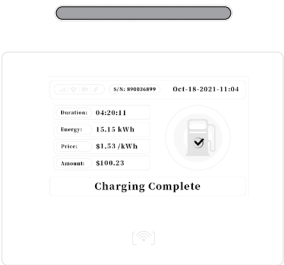 S/N: 898036899 Oct-18-2021-11:04
Duration: 04:20:11
Energy: 15.15 kWh
Price: $1.53 /kWh
Amount: $100.23
Charging Complete